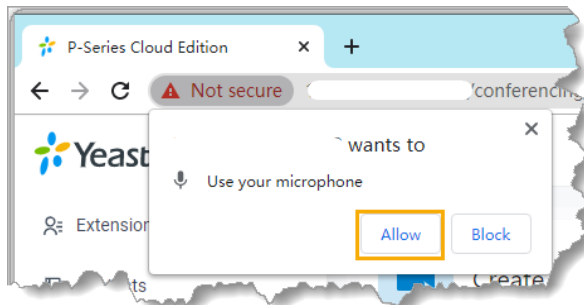 P-Series Cloud Edition
Not secure
/conferencing
Yeast
wants to
Use your microphone
Extension
Allow
Block
Create